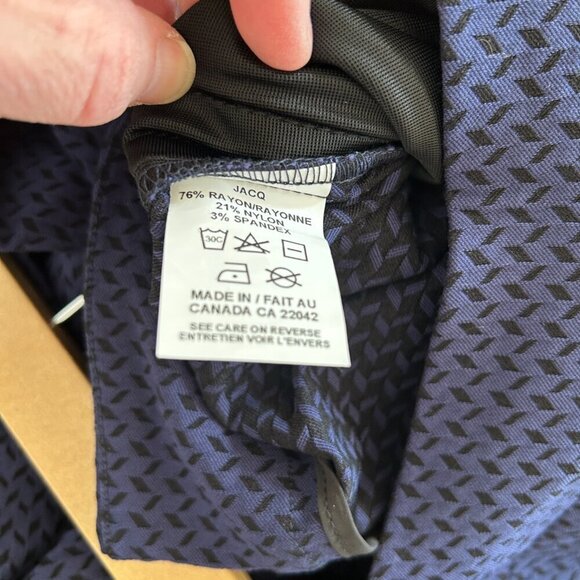 JACQ
76% RAYON/RAYONNE
21% NYLON
3% SPANDEX
30C
MADE IN / FAIT AU
CANADA CA 22042
SEE CARE ON REVERSE
ENTRETIEN VOIR L'ENVERS